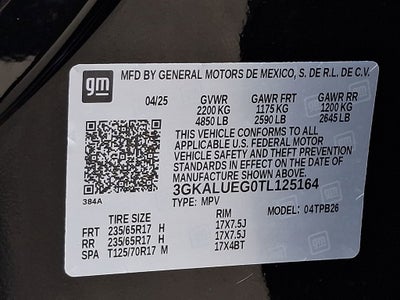 gm
MFD BY GENERAL MOTORS DE MEXICO, S. DE R.L. DE C.V.
04/25 GVWR GAWR FRT GAWR RR
2200 KG 1175 KG 1200 KG
4850 LB 2590 LB 2645 LB
THIS VEHICLE CONFORMS TO ALL
APPLICABLE U.S. FEDERAL MOTOR
VEHICLE SAFETY AND THEFT PREVENTION
STANDARDS IN EFFECT ON THE DATE OF
MANUFACTURE SHOWN ABOVE.
3GKALUEG0TL125164
384A TYPE: MPV MODEL: 04TPB26
TIRE SIZE RIM
FRT 235/65R17 H 17X7.5J
RR 235/65R17 H 17X7.5J
SPA T125/70R17 M 17X4BT